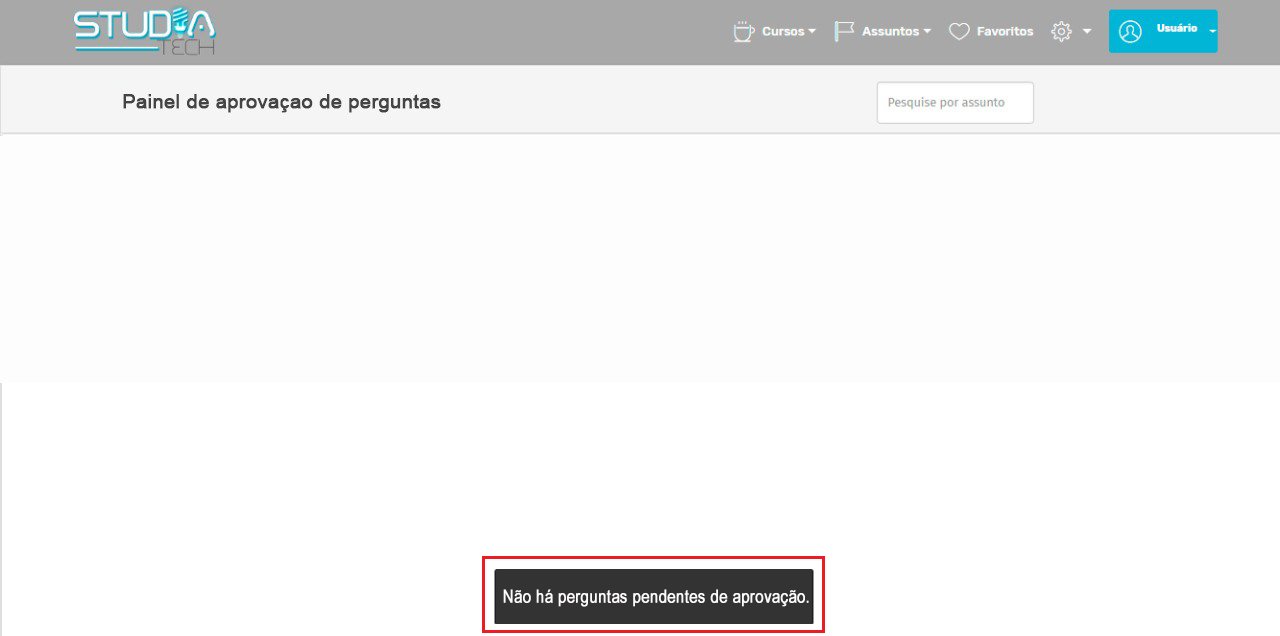 STUDIA
TECH
Cursos
Assuntos
Favoritos
Usuário
Painel de aprovaçao de perguntas
Pesquise por assunto
Não há perguntas pendentes de aprovação.